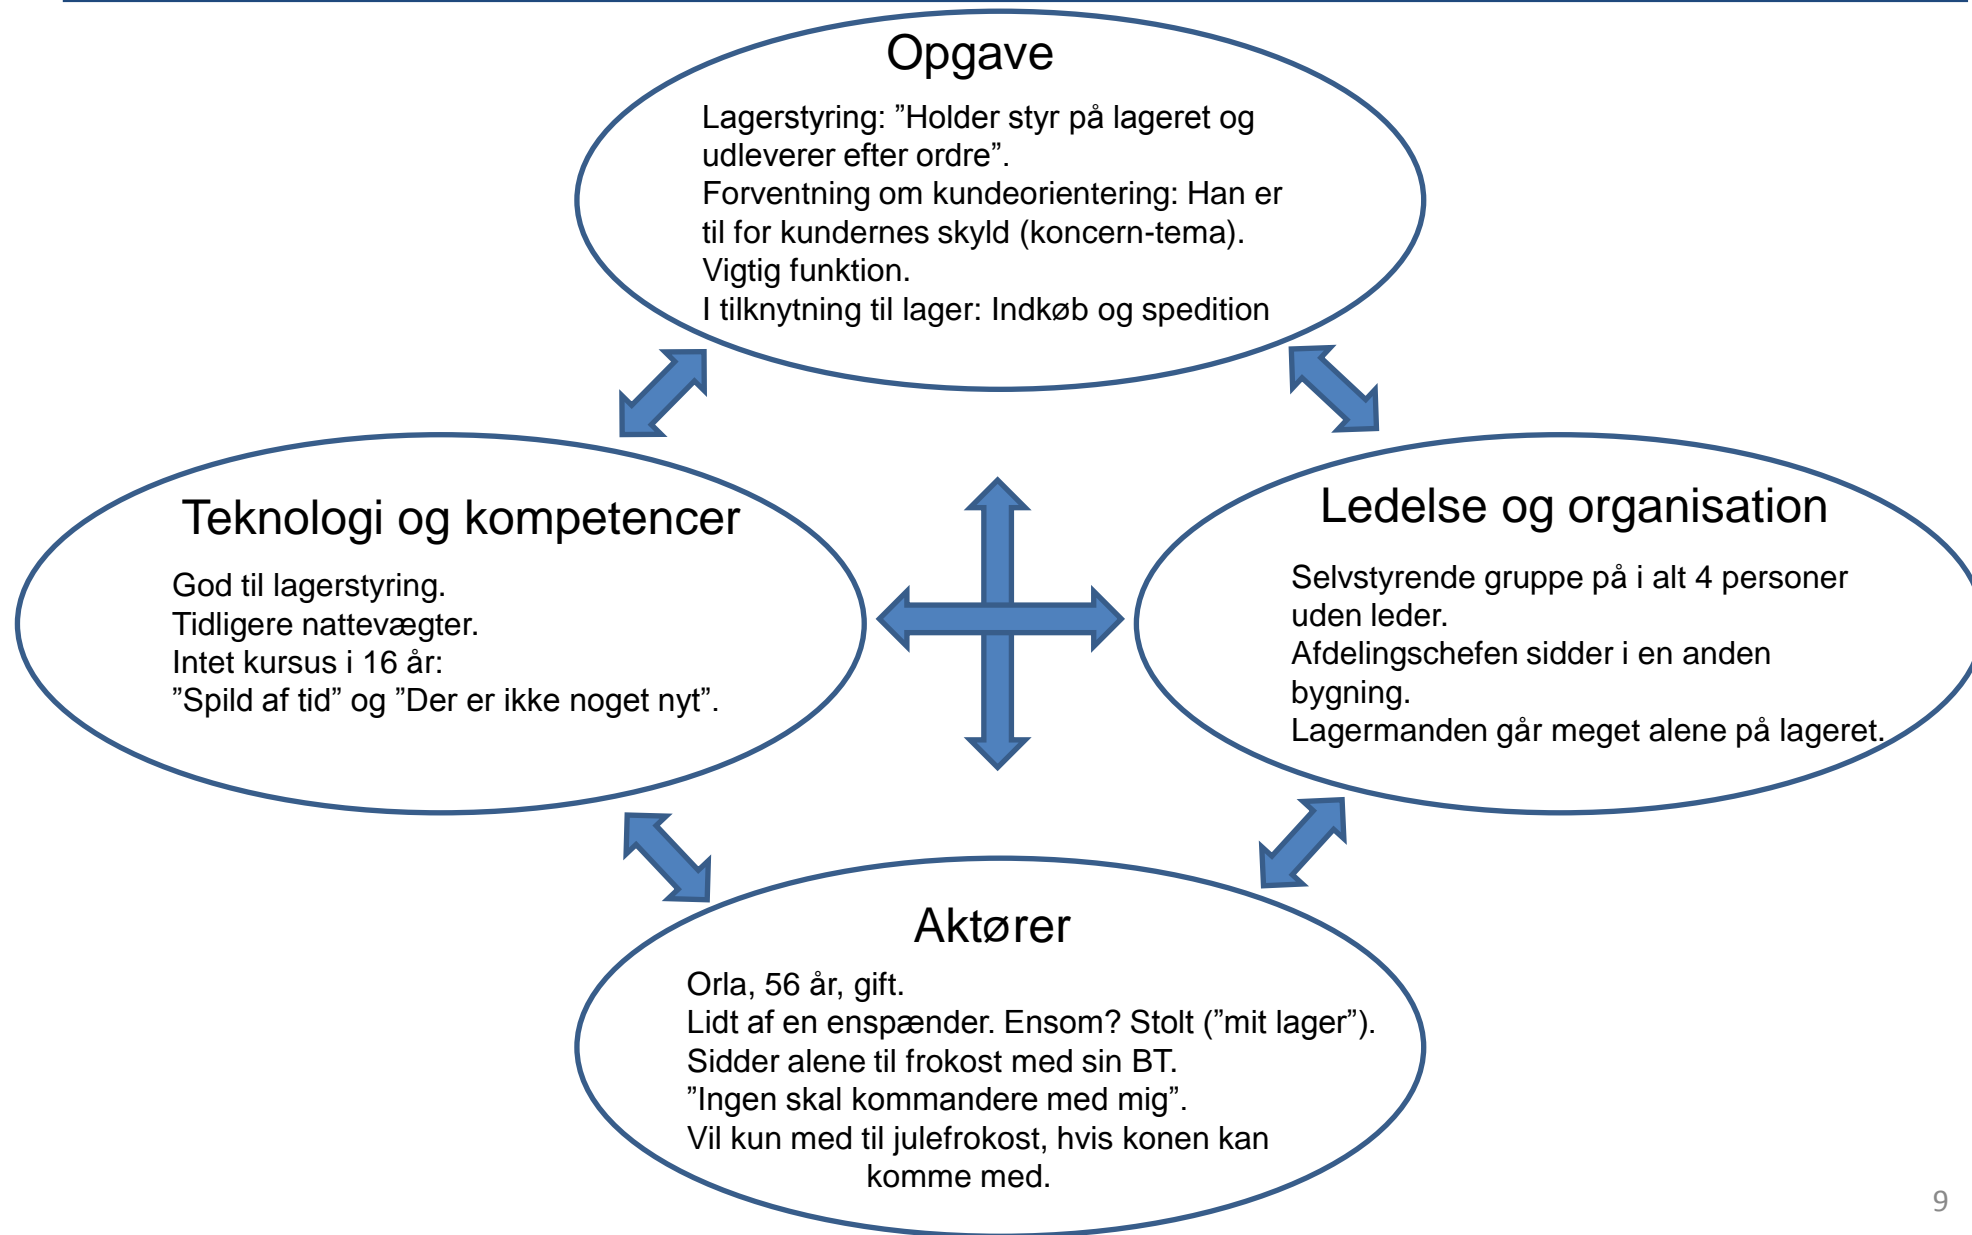 Opgave
Lagerstyring: ”Holder styr på lageret og
udleverer efter ordre”.
Forventning om kundeorientering: Han er
til for kundernes skyld (koncern-tema).
Vigtig funktion.
I tilknytning til lager: Indkøb og spedition
Teknologi og kompetencer
God til lagerstyring.
Tidligere nattevægter.
Intet kursus i 16 år:
”Spild af tid” og ”Der er ikke noget nyt”.
Ledelse og organisation
Selvstyrende gruppe på i alt 4 personer
uden leder.
Afdelingschefen sidder i en anden
bygning.
Lagermanden går meget alene på lageret.
Aktører
Orla, 56 år, gift.
Lidt af en enspænder. Ensom? Stolt (”mit lager”).
Sidder alene til frokost med sin BT.
”Ingen skal kommandere med mig”.
Vil kun med til julefrokost, hvis konen kan
komme med.
9